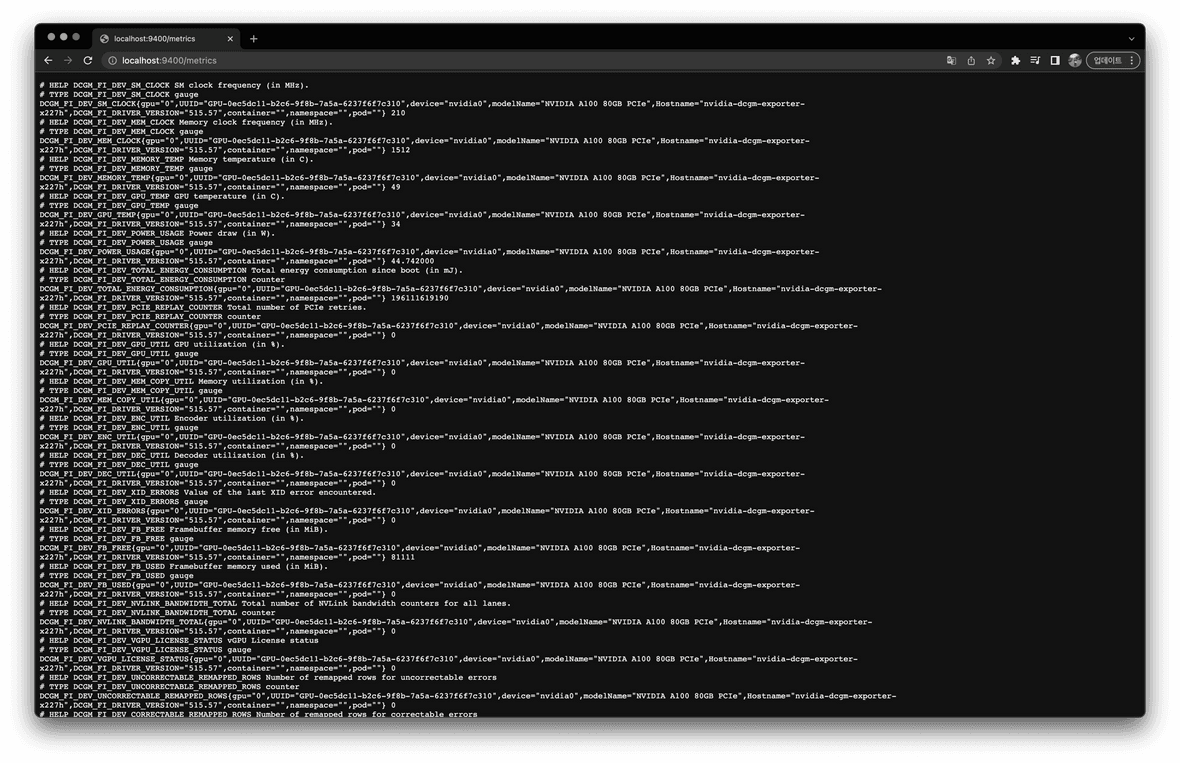 localhost:9400/metrics
localhost:9400/metrics
업데이트
# HELP DCGM_FI_DEV_SM_CLOCK SM clock frequency (in MHz).
# TYPE DCGM_FI_DEV_SM_CLOCK gauge
DCGM_FI_DEV_SM_CLOCK{gpu="0",UUID="GPU-0ec5dc11-b2c6-9f8b-7a5a-6237f6f7c310",device="nvidia0",modelName="NVIDIA A100 80GB PCIe",Hostname="nvidia-dcgm-exporter-
x227h",DCGM_FI_DRIVER_VERSION="515.57",container="",namespace="",pod=""} 210
# HELP DCGM_FI_DEV_MEM_CLOCK Memory clock frequency (in MHz).
# TYPE DCGM_FI_DEV_MEM_CLOCK gauge
DCGM_FI_DEV_MEM_CLOCK{gpu="0",UUID="GPU-0ec5dc11-b2c6-9f8b-7a5a-6237f6f7c310",device="nvidia0",modelName="NVIDIA A100 80GB PCIe",Hostname="nvidia-dcgm-exporter-
x227h",DCGM_FI_DRIVER_VERSION="515.57",container="",namespace="",pod=""} 1512
# HELP DCGM_FI_DEV_MEMORY_TEMP Memory temperature (in C).
# TYPE DCGM_FI_DEV_MEMORY_TEMP gauge
DCGM_FI_DEV_MEMORY_TEMP{gpu="0",UUID="GPU-0ec5dc11-b2c6-9f8b-7a5a-6237f6f7c310",device="nvidia0",modelName="NVIDIA A100 80GB PCIe",Hostname="nvidia-dcgm-exporter-
x227h",DCGM_FI_DRIVER_VERSION="515.57",container="",namespace="",pod=""} 49
# HELP DCGM_FI_DEV_GPU_TEMP GPU temperature (in C).
# TYPE DCGM_FI_DEV_GPU_TEMP gauge
DCGM_FI_DEV_GPU_TEMP{gpu="0",UUID="GPU-0ec5dc11-b2c6-9f8b-7a5a-6237f6f7c310",device="nvidia0",modelName="NVIDIA A100 80GB PCIe",Hostname="nvidia-dcgm-exporter-
x227h",DCGM_FI_DRIVER_VERSION="515.57",container="",namespace="",pod=""} 34
# HELP DCGM_FI_DEV_POWER_USAGE Power draw (in W).
# TYPE DCGM_FI_DEV_POWER_USAGE gauge
DCGM_FI_DEV_POWER_USAGE{gpu="0",UUID="GPU-0ec5dc11-b2c6-9f8b-7a5a-6237f6f7c310",device="nvidia0",modelName="NVIDIA A100 80GB PCIe",Hostname="nvidia-dcgm-exporter-
x227h",DCGM_FI_DRIVER_VERSION="515.57",container="",namespace="",pod=""} 44.742000
# HELP DCGM_FI_DEV_TOTAL_ENERGY_CONSUMPTION Total energy consumption since boot (in mJ).
# TYPE DCGM_FI_DEV_TOTAL_ENERGY_CONSUMPTION counter
DCGM_FI_DEV_TOTAL_ENERGY_CONSUMPTION{gpu="0",UUID="GPU-0ec5dc11-b2c6-9f8b-7a5a-6237f6f7c310",device="nvidia0",modelName="NVIDIA A100 80GB PCIe",Hostname="nvidia-dcgm-exporter-
x227h",DCGM_FI_DRIVER_VERSION="515.57",container="",namespace="",pod=""} 196111619190
# HELP DCGM_FI_DEV_PCIE_REPLAY_COUNTER Total number of PCIe retries.
# TYPE DCGM_FI_DEV_PCIE_REPLAY_COUNTER counter
DCGM_FI_DEV_PCIE_REPLAY_COUNTER{gpu="0",UUID="GPU-0ec5dc11-b2c6-9f8b-7a5a-6237f6f7c310",device="nvidia0",modelName="NVIDIA A100 80GB PCIe",Hostname="nvidia-dcgm-exporter-
x227h",DCGM_FI_DRIVER_VERSION="515.57",container="",namespace="",pod=""} 0
# HELP DCGM_FI_DEV_GPU_UTIL GPU utilization (in %).
# TYPE DCGM_FI_DEV_GPU_UTIL gauge
DCGM_FI_DEV_GPU_UTIL{gpu="0",UUID="GPU-0ec5dc11-b2c6-9f8b-7a5a-6237f6f7c310",device="nvidia0",modelName="NVIDIA A100 80GB PCIe",Hostname="nvidia-dcgm-exporter-
x227h",DCGM_FI_DRIVER_VERSION="515.57",container="",namespace="",pod=""} 0
# HELP DCGM_FI_DEV_MEM_COPY_UTIL Memory utilization (in %).
# TYPE DCGM_FI_DEV_MEM_COPY_UTIL gauge
DCGM_FI_DEV_MEM_COPY_UTIL{gpu="0",UUID="GPU-0ec5dc11-b2c6-9f8b-7a5a-6237f6f7c310",device="nvidia0",modelName="NVIDIA A100 80GB PCIe",Hostname="nvidia-dcgm-exporter-
x227h",DCGM_FI_DRIVER_VERSION="515.57",container="",namespace="",pod=""} 0
# HELP DCGM_FI_DEV_ENC_UTIL Encoder utilization (in %).
# TYPE DCGM_FI_DEV_ENC_UTIL gauge
DCGM_FI_DEV_ENC_UTIL{gpu="0",UUID="GPU-0ec5dc11-b2c6-9f8b-7a5a-6237f6f7c310",device="nvidia0",modelName="NVIDIA A100 80GB PCIe",Hostname="nvidia-dcgm-exporter-
x227h",DCGM_FI_DRIVER_VERSION="515.57",container="",namespace="",pod=""} 0
# HELP DCGM_FI_DEV_DEC_UTIL Decoder utilization (in %).
# TYPE DCGM_FI_DEV_DEC_UTIL gauge
DCGM_FI_DEV_DEC_UTIL{gpu="0",UUID="GPU-0ec5dc11-b2c6-9f8b-7a5a-6237f6f7c310",device="nvidia0",modelName="NVIDIA A100 80GB PCIe",Hostname="nvidia-dcgm-exporter-
x227h",DCGM_FI_DRIVER_VERSION="515.57",container="",namespace="",pod=""} 0
# HELP DCGM_FI_DEV_XID_ERRORS Value of the last XID error encountered.
# TYPE DCGM_FI_DEV_XID_ERRORS gauge
DCGM_FI_DEV_XID_ERRORS{gpu="0",UUID="GPU-0ec5dc11-b2c6-9f8b-7a5a-6237f6f7c310",device="nvidia0",modelName="NVIDIA A100 80GB PCIe",Hostname="nvidia-dcgm-exporter-
x227h",DCGM_FI_DRIVER_VERSION="515.57",container="",namespace="",pod=""} 0
# HELP DCGM_FI_DEV_FB_FREE Framebuffer memory free (in MiB).
# TYPE DCGM_FI_DEV_FB_FREE gauge
DCGM_FI_DEV_FB_FREE{gpu="0",UUID="GPU-0ec5dc11-b2c6-9f8b-7a5a-6237f6f7c310",device="nvidia0",modelName="NVIDIA A100 80GB PCIe",Hostname="nvidia-dcgm-exporter-
x227h",DCGM_FI_DRIVER_VERSION="515.57",container="",namespace="",pod=""} 81111
# HELP DCGM_FI_DEV_FB_USED Framebuffer memory used (in MiB).
# TYPE DCGM_FI_DEV_FB_USED gauge
DCGM_FI_DEV_FB_USED{gpu="0",UUID="GPU-0ec5dc11-b2c6-9f8b-7a5a-6237f6f7c310",device="nvidia0",modelName="NVIDIA A100 80GB PCIe",Hostname="nvidia-dcgm-exporter-
x227h",DCGM_FI_DRIVER_VERSION="515.57",container="",namespace="",pod=""} 0
# HELP DCGM_FI_DEV_NVLINK_BANDWIDTH_TOTAL Total number of NVLink bandwidth counters for all lanes.
# TYPE DCGM_FI_DEV_NVLINK_BANDWIDTH_TOTAL counter
DCGM_FI_DEV_NVLINK_BANDWIDTH_TOTAL{gpu="0",UUID="GPU-0ec5dc11-b2c6-9f8b-7a5a-6237f6f7c310",device="nvidia0",modelName="NVIDIA A100 80GB PCIe",Hostname="nvidia-dcgm-exporter-
x227h",DCGM_FI_DRIVER_VERSION="515.57",container="",namespace="",pod=""} 0
# HELP DCGM_FI_DEV_VGPU_LICENSE_STATUS vGPU License status
# TYPE DCGM_FI_DEV_VGPU_LICENSE_STATUS gauge
DCGM_FI_DEV_VGPU_LICENSE_STATUS{gpu="0",UUID="GPU-0ec5dc11-b2c6-9f8b-7a5a-6237f6f7c310",device="nvidia0",modelName="NVIDIA A100 80GB PCIe",Hostname="nvidia-dcgm-exporter-
x227h",DCGM_FI_DRIVER_VERSION="515.57",container="",namespace="",pod=""} 0
# HELP DCGM_FI_DEV_UNCORRECTABLE_REMAPPED_ROWS Number of remapped rows for uncorrectable errors
# TYPE DCGM_FI_DEV_UNCORRECTABLE_REMAPPED_ROWS counter
DCGM_FI_DEV_UNCORRECTABLE_REMAPPED_ROWS{gpu="0",UUID="GPU-0ec5dc11-b2c6-9f8b-7a5a-6237f6f7c310",device="nvidia0",modelName="NVIDIA A100 80GB PCIe",Hostname="nvidia-dcgm-exporter-
x227h",DCGM_FI_DRIVER_VERSION="515.57",container="",namespace="",pod=""} 0
# HELP DCGM_FI_DEV_CORRECTABLE_REMAPPED_ROWS Number of remapped rows for correctable errors